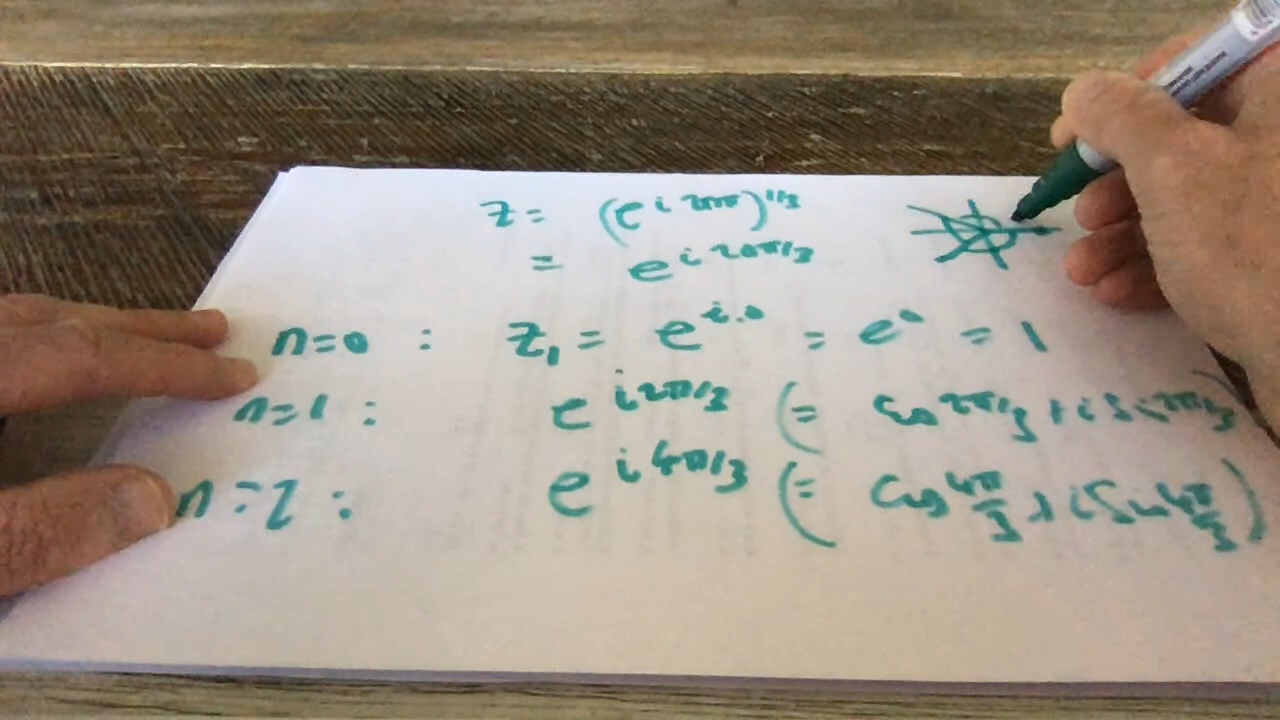 z = (e^{i 2nπ})^{1/3}
= e^{i 2nπ/3}
n=0 : z₁ = e^{i.0} = e⁰ = 1
n=1 : e^{i2π/3} (= cos 2π/3 + i sin 2π/3)
n=2 : e^{i4π/3} (= cos 4π/3 + i sin 4π/3)